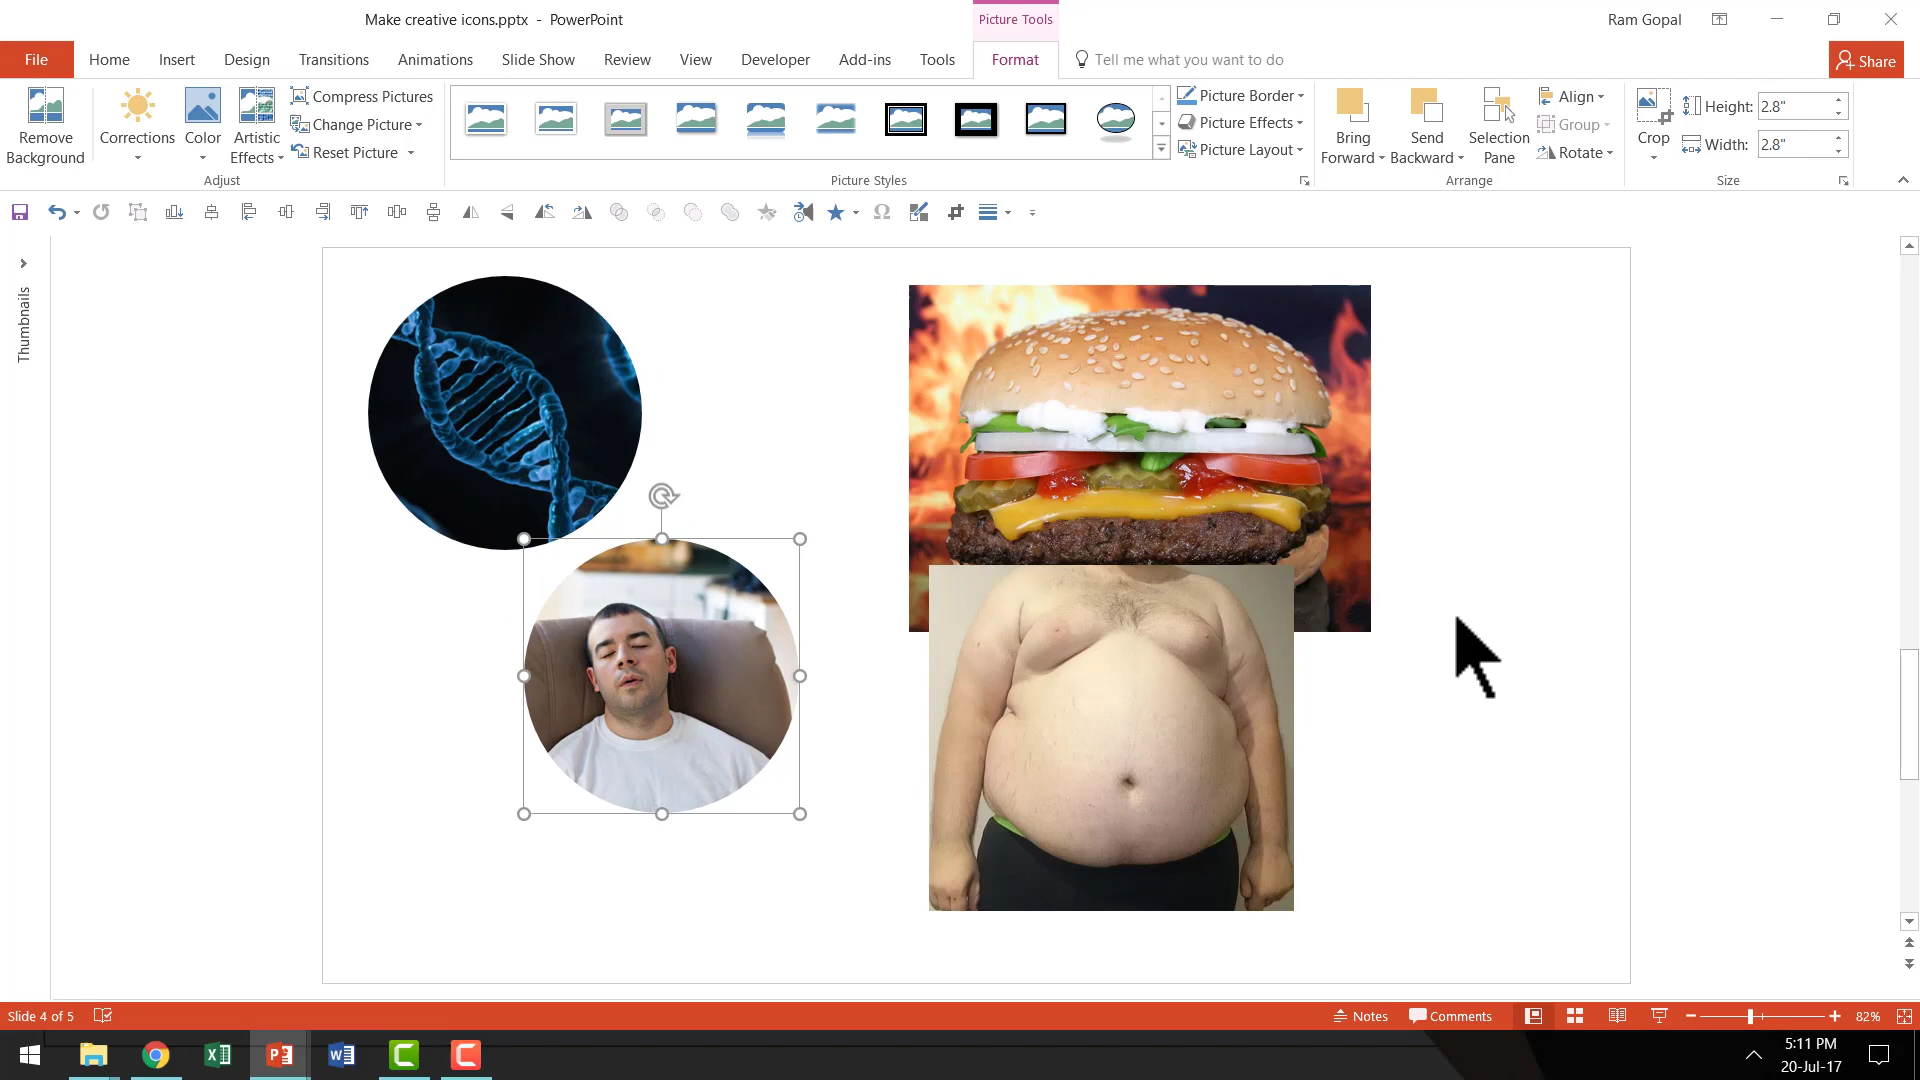 Make creative icons.pptx - PowerPoint
Picture Tools
Ram Gopal
File Home Insert Design Transitions Animations Slide Show Review View Developer Add-ins Tools Format Tell me what you want to do Share
Remove Background
Corrections
Color
Artistic Effects
Compress Pictures
Change Picture
Reset Picture
Adjust
Picture Styles
Picture Border
Picture Effects
Picture Layout
Bring Forward
Send Backward
Selection Pane
Align
Group
Rotate
Arrange
Crop
Height: 2.8"
Width: 2.8"
Size
Thumbnails
Slide 4 of 5
Notes
Comments
82%
5:11 PM
20-Jul-17